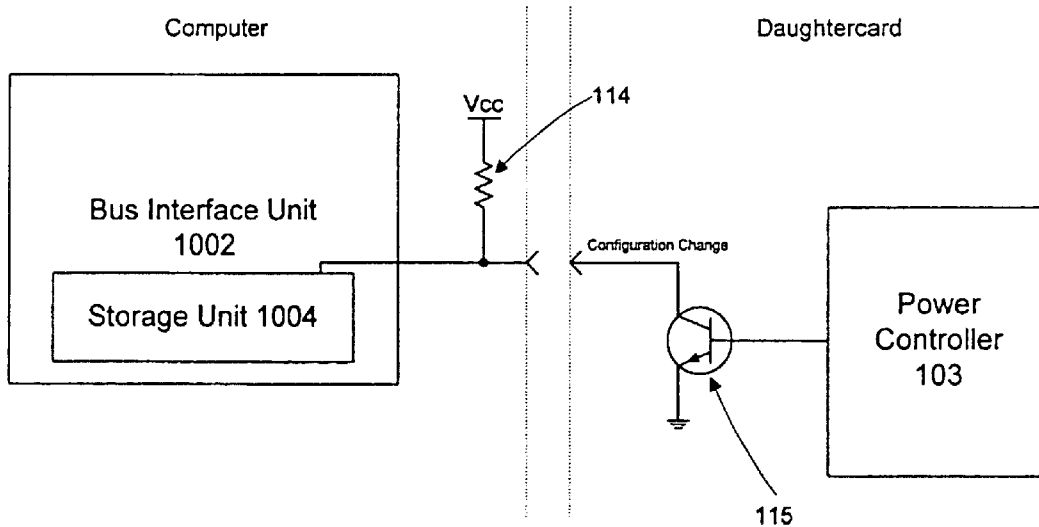 Computer
Daughtercard
114
Vcc
Bus Interface Unit
1002
Configuration Change
Storage Unit 1004
Power
Controller
103
115